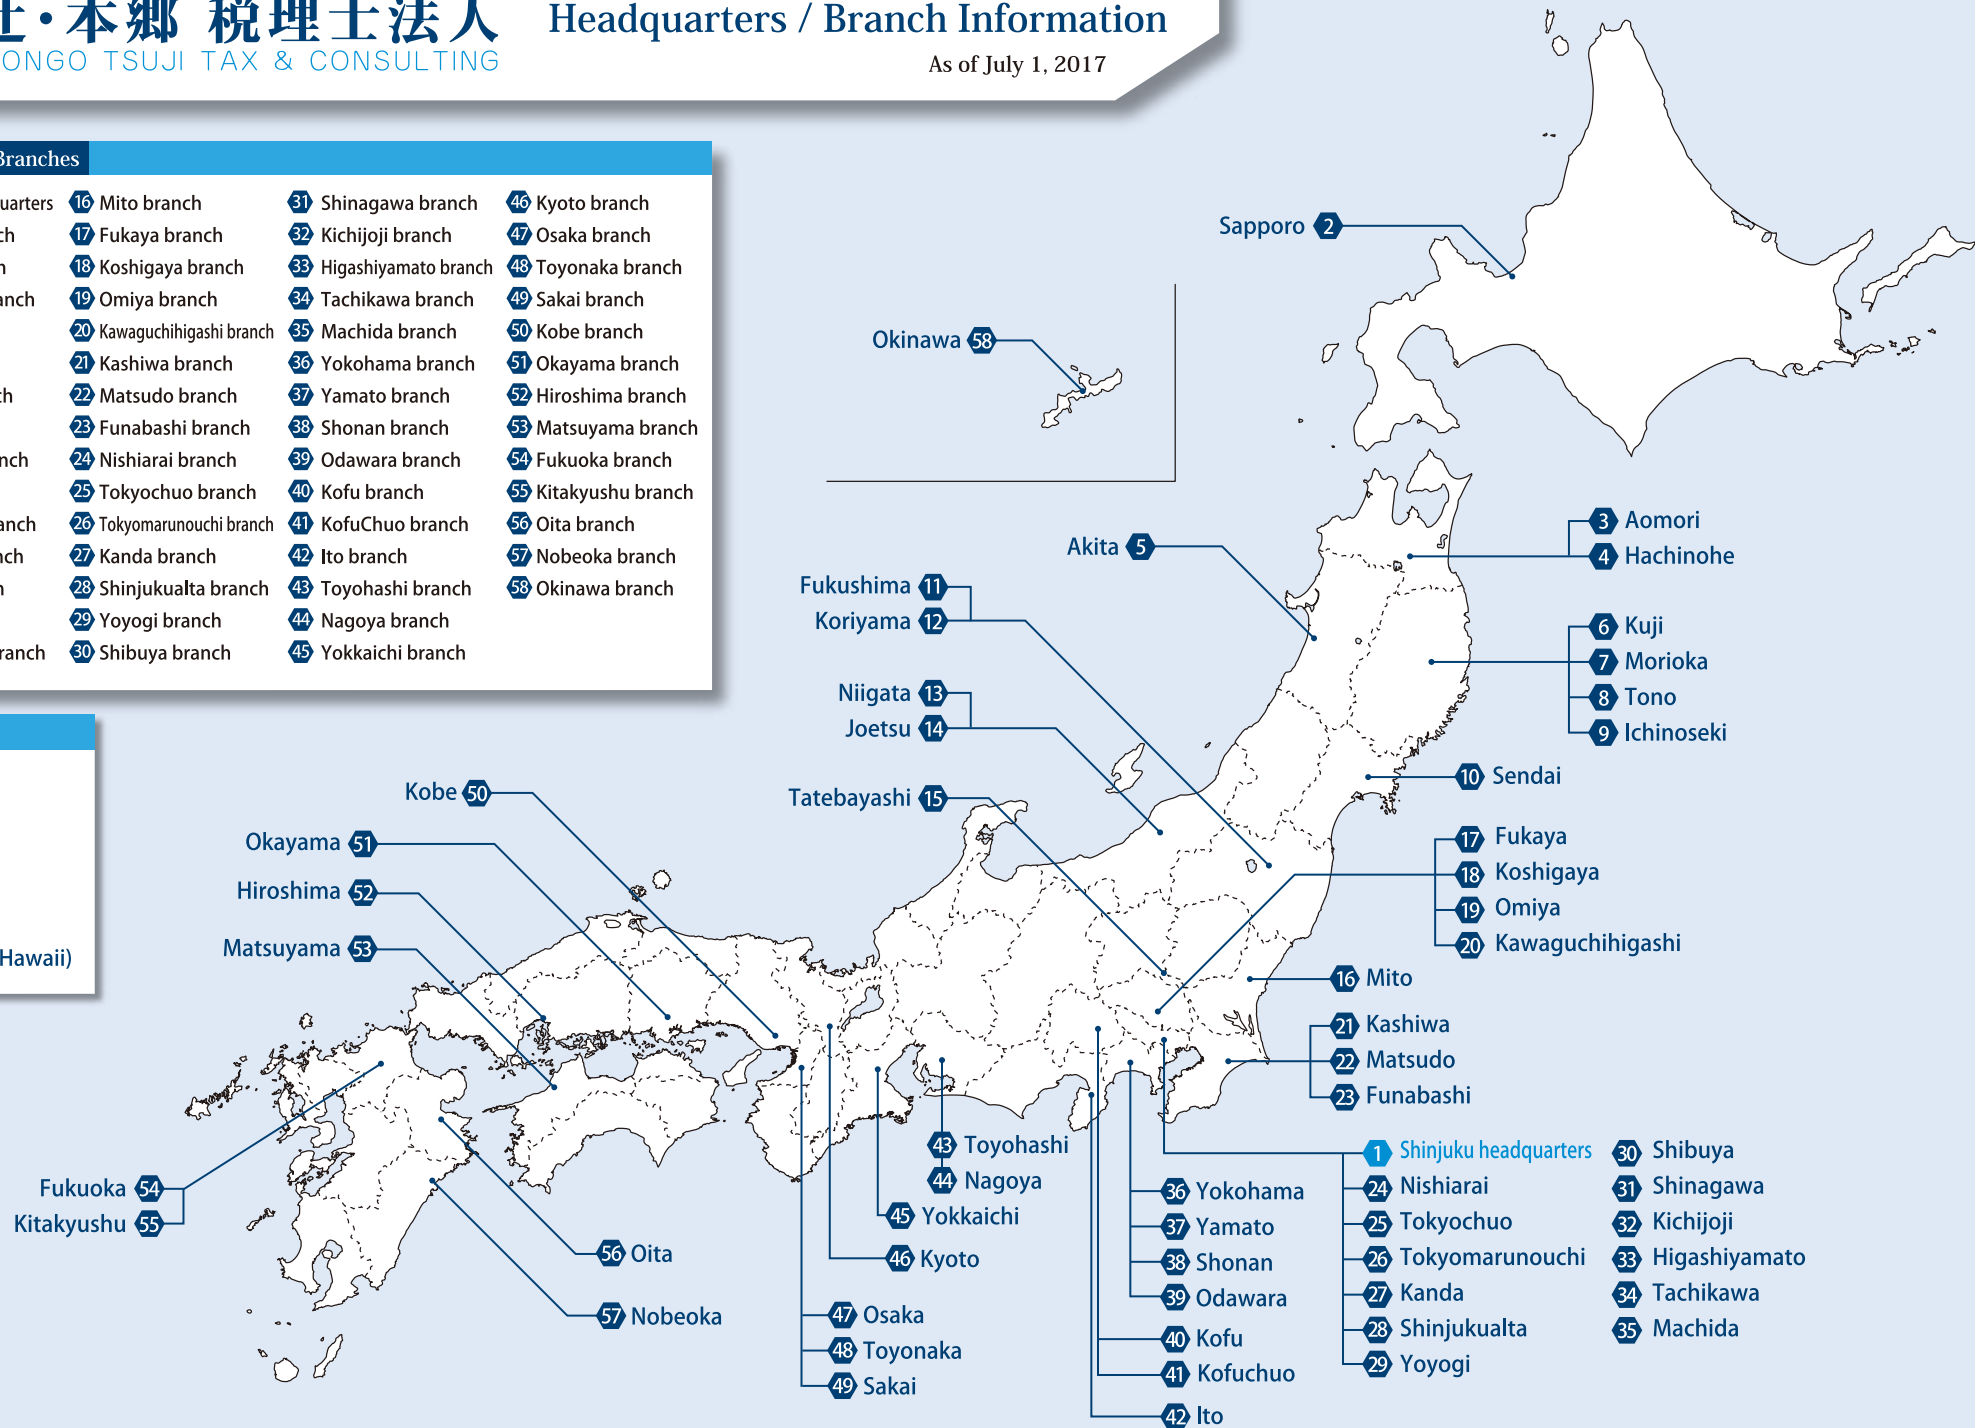 ・本郷 税理士法人
ONGO TSUJI TAX & CONSULTING
Headquarters / Branch Information
As of July 1, 2017
Branches
uarters
ch
anch
ch
nch
anch
nch
ranch
16 Mito branch
17 Fukaya branch
18 Koshigaya branch
19 Omiya branch
20 Kawaguchihigashi branch
21 Kashiwa branch
22 Matsudo branch
23 Funabashi branch
24 Nishiarai branch
25 Tokyochuo branch
26 Tokyomarunouchi branch
27 Kanda branch
28 Shinjukualta branch
29 Yoyogi branch
30 Shibuya branch
31 Shinagawa branch
32 Kichijoji branch
33 Higashiyamato branch
34 Tachikawa branch
35 Machida branch
36 Yokohama branch
37 Yamato branch
38 Shonan branch
39 Odawara branch
40 Kofu branch
41 KofuChuo branch
42 Ito branch
43 Toyohashi branch
44 Nagoya branch
45 Yokkaichi branch
46 Kyoto branch
47 Osaka branch
48 Toyonaka branch
49 Sakai branch
50 Kobe branch
51 Okayama branch
52 Hiroshima branch
53 Matsuyama branch
54 Fukuoka branch
55 Kitakyushu branch
56 Oita branch
57 Nobeoka branch
58 Okinawa branch
Hawaii)
Sapporo 2
Okinawa 58
3 Aomori
4 Hachinohe
Akita 5
6 Kuji
7 Morioka
8 Tono
9 Ichinoseki
10 Sendai
Fukushima 11
Koriyama 12
Niigata 13
Joetsu 14
Tatebayashi 15
17 Fukaya
18 Koshigaya
19 Omiya
20 Kawaguchihigashi
16 Mito
21 Kashiwa
22 Matsudo
23 Funabashi
1 Shinjuku headquarters
24 Nishiarai
25 Tokyochuo
26 Tokyomarunouchi
27 Kanda
28 Shinjukualta
29 Yoyogi
30 Shibuya
31 Shinagawa
32 Kichijoji
33 Higashiyamato
34 Tachikawa
35 Machida
36 Yokohama
37 Yamato
38 Shonan
39 Odawara
40 Kofu
41 Kofuchuo
42 Ito
43 Toyohashi
44 Nagoya
45 Yokkaichi
46 Kyoto
47 Osaka
48 Toyonaka
49 Sakai
Kobe 50
Okayama 51
Hiroshima 52
Matsuyama 53
Fukuoka 54
Kitakyushu 55
56 Oita
57 Nobeoka